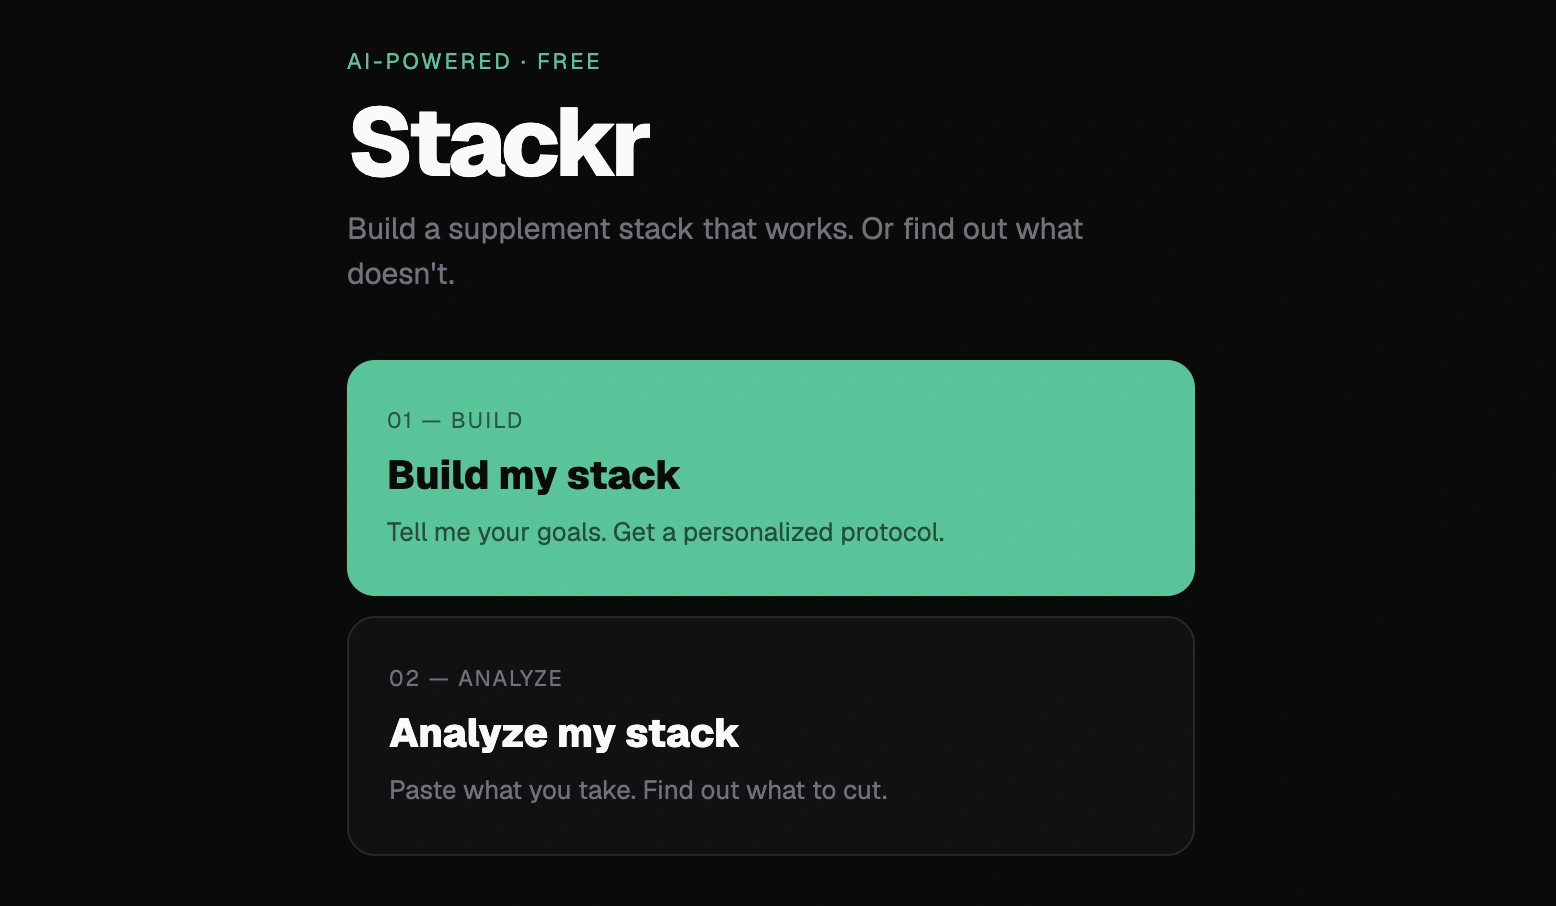 AI-POWERED · FREE
Stackr
Build a supplement stack that works. Or find out what
doesn't.
01 — BUILD
Build my stack
Tell me your goals. Get a personalized protocol.
02 — ANALYZE
Analyze my stack
Paste what you take. Find out what to cut.